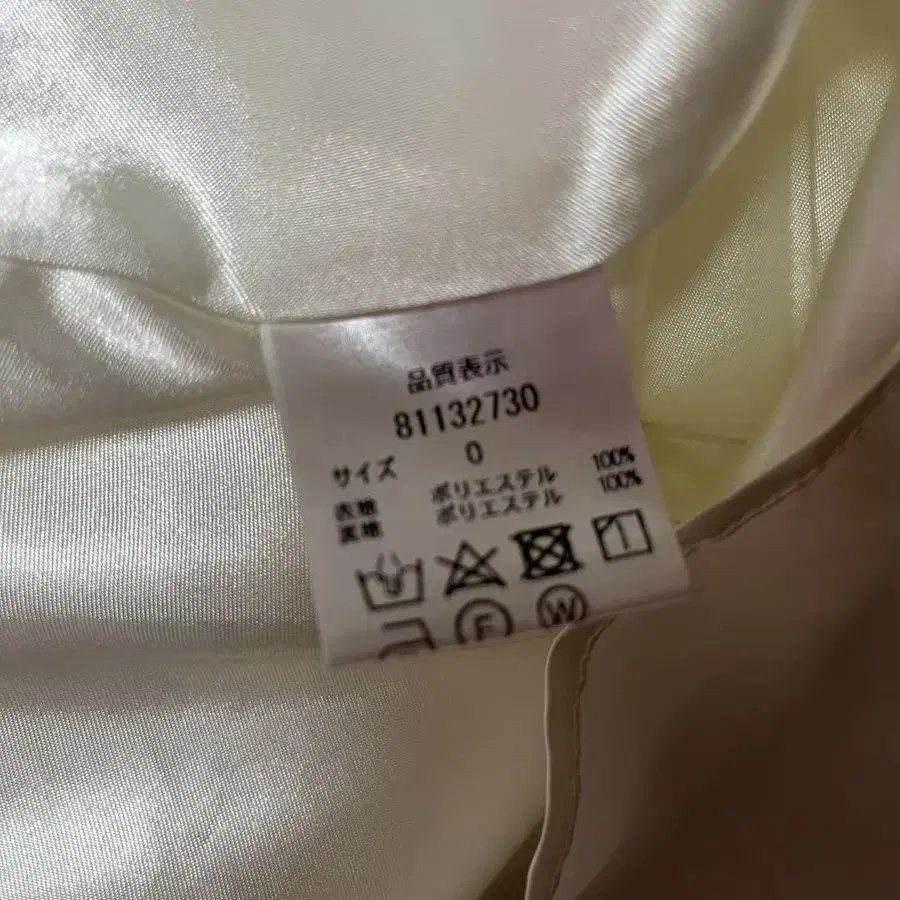 品質表示
81132730
サイズ 0
表地 ポリエステル 100%
裏地 ポリエステル 100%
F W